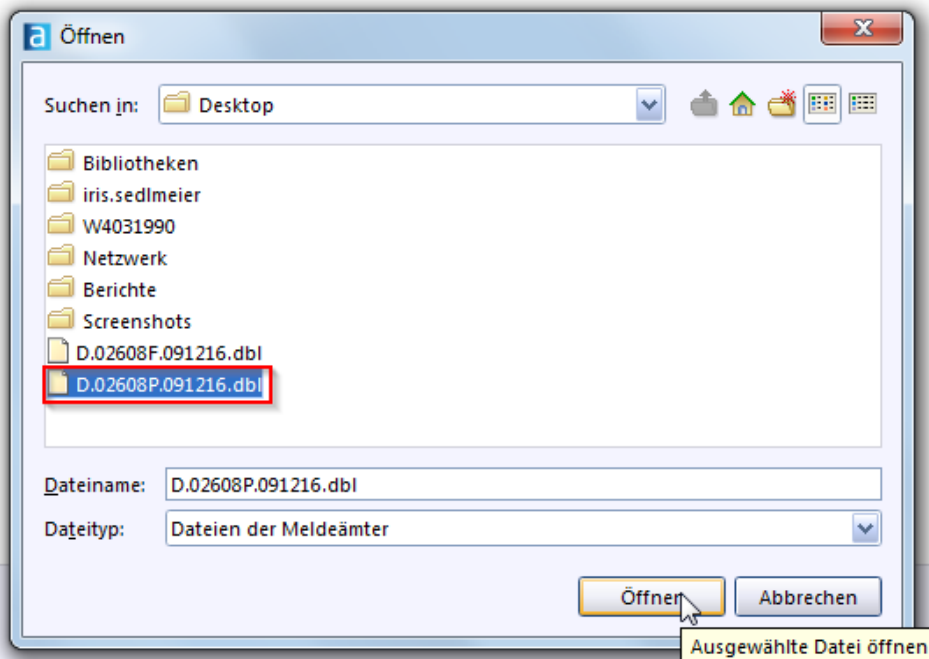 Öffnen
Suchen in: Desktop
Bibliotheken
iris.sedlmeier
W4031990
Netzwerk
Berichte
Screenshots
D.02608F.091216.dbl
D.02608P.091216.dbl
Dateiname: D.02608P.091216.dbl
Dateityp: Dateien der Meldeämter
Öffnen Abbrechen
Ausgewählte Datei öffnen